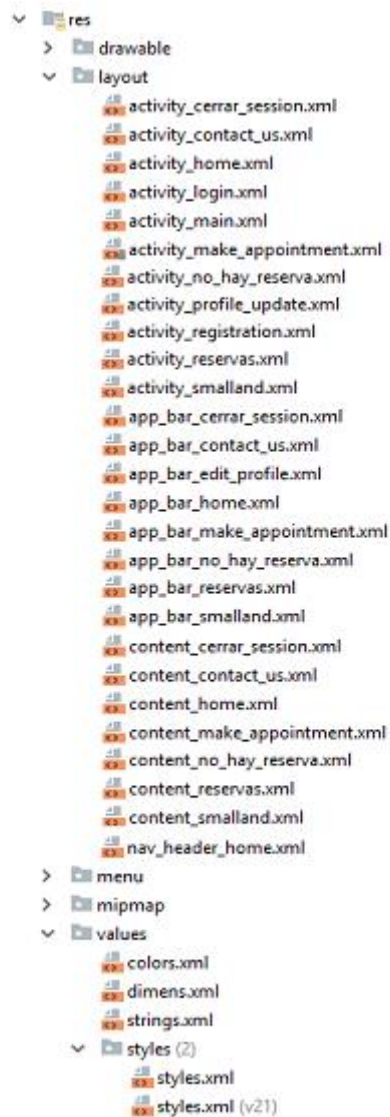 res
drawable
layout
activity_cerrar_session.xml
activity_contact_us.xml
activity_home.xml
activity_login.xml
activity_main.xml
activity_make_appointment.xml
activity_no_hay_reserva.xml
activity_profile_update.xml
activity_registration.xml
activity_reservas.xml
activity_smalland.xml
app_bar_cerrar_session.xml
app_bar_contact_us.xml
app_bar_edit_profile.xml
app_bar_home.xml
app_bar_make_appointment.xml
app_bar_no_hay_reserva.xml
app_bar_reservas.xml
app_bar_smalland.xml
content_cerrar_session.xml
content_contact_us.xml
content_home.xml
content_make_appointment.xml
content_no_hay_reserva.xml
content_reservas.xml
content_smalland.xml
nav_header_home.xml
menu
mipmap
values
colors.xml
dimens.xml
strings.xml
styles (2)
styles.xml
styles.xml (v21)